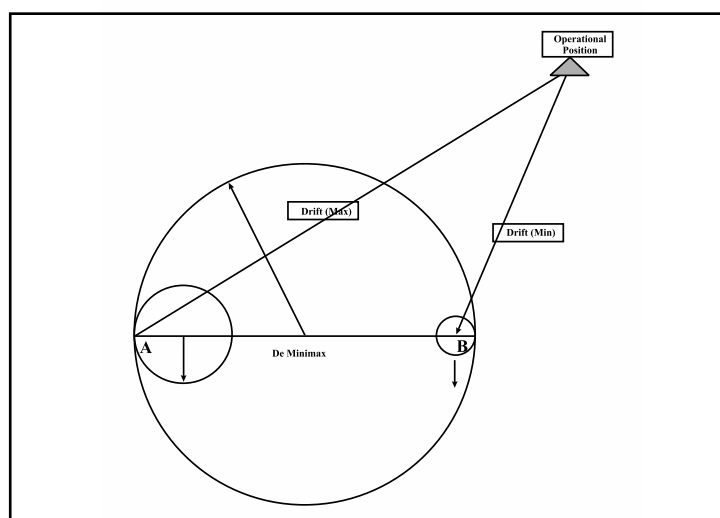 Operational
Position
Drift (Max)
Drift (Min)
A
B
De Minimax